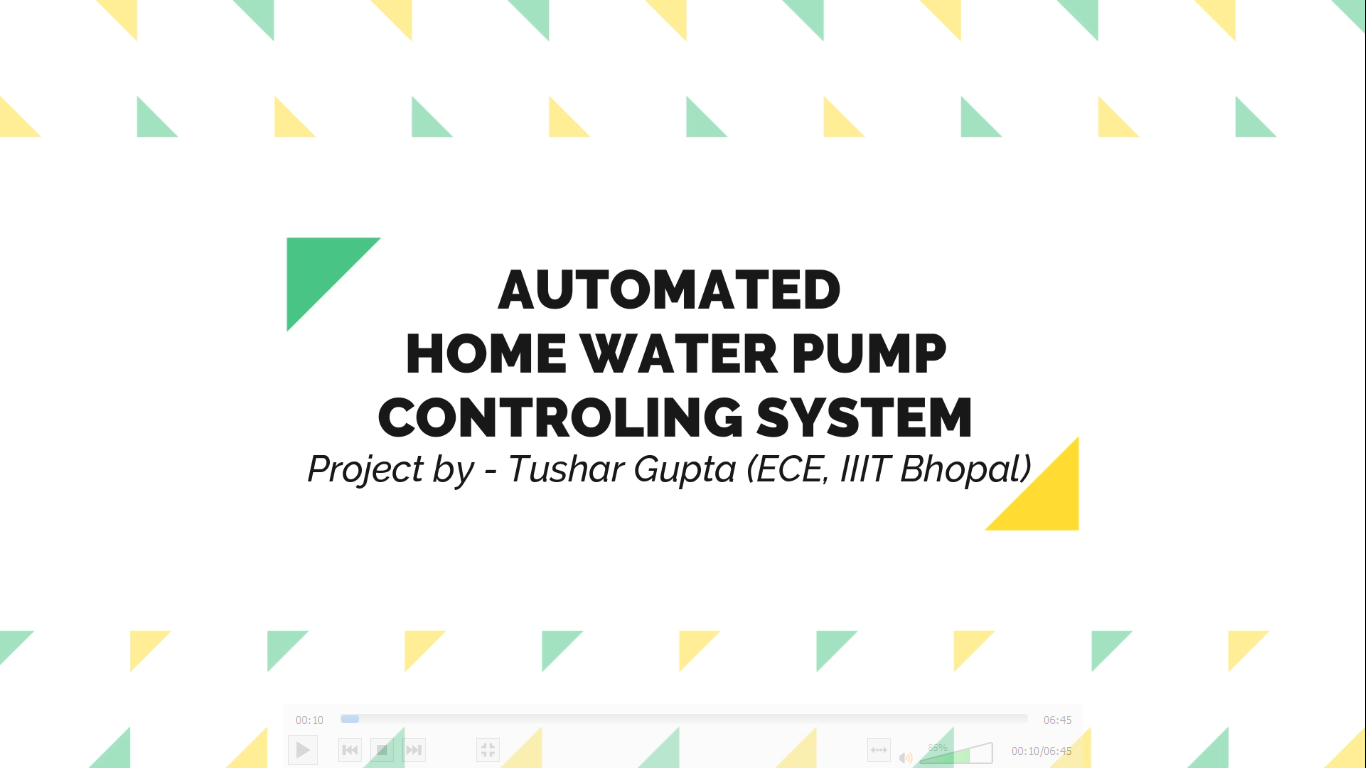 AUTOMATED
HOME WATER PUMP
CONTROLING SYSTEM
Project by - Tushar Gupta (ECE, IIIT Bhopal)
00:10
06:45
86%
00:10/06:45